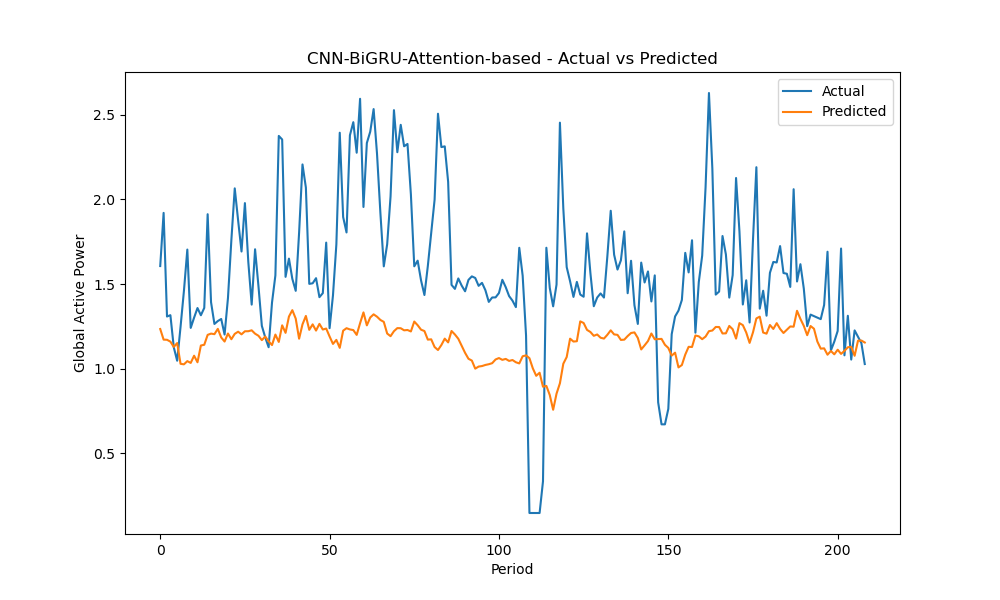 CNN-BiGRU-Attention-based - Actual vs Predicted
Actual
Predicted
Global Active Power
2.5
2.0
1.5
1.0
0.5
0
50
100
150
200
Period